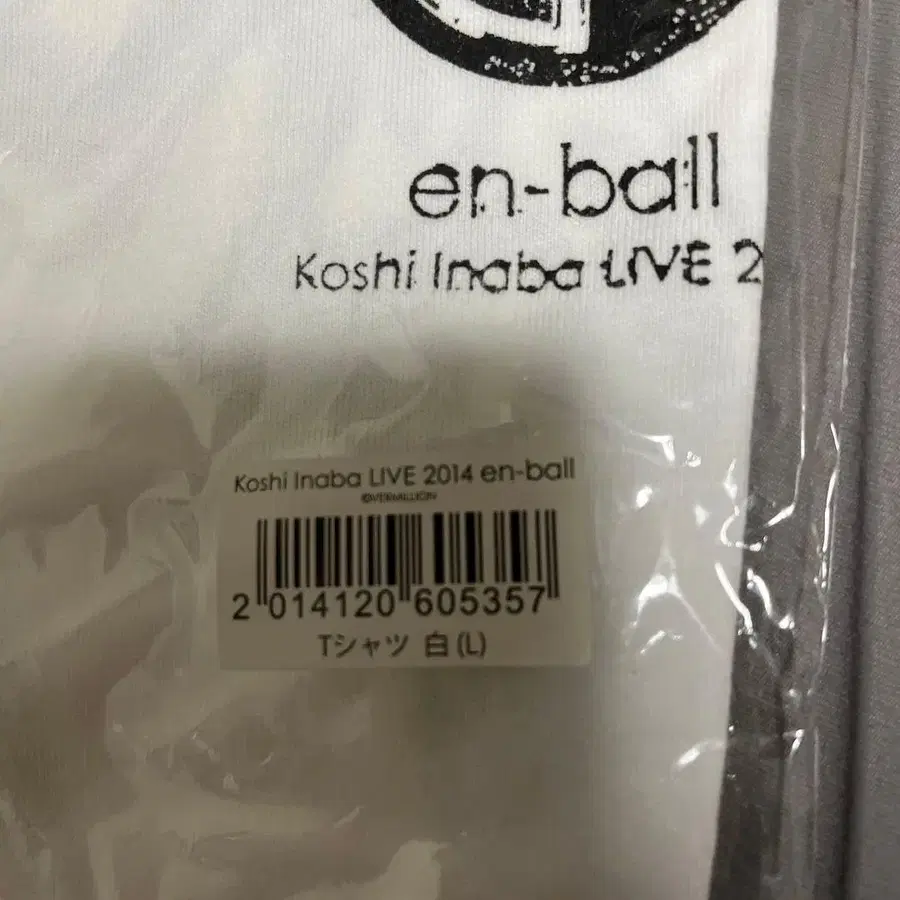 en-ball
Koshi Inaba LIVE 2
Koshi Inaba LIVE 2014 en-ball
©VERMILLION
2 014120 605357
Tシャツ 白(L)